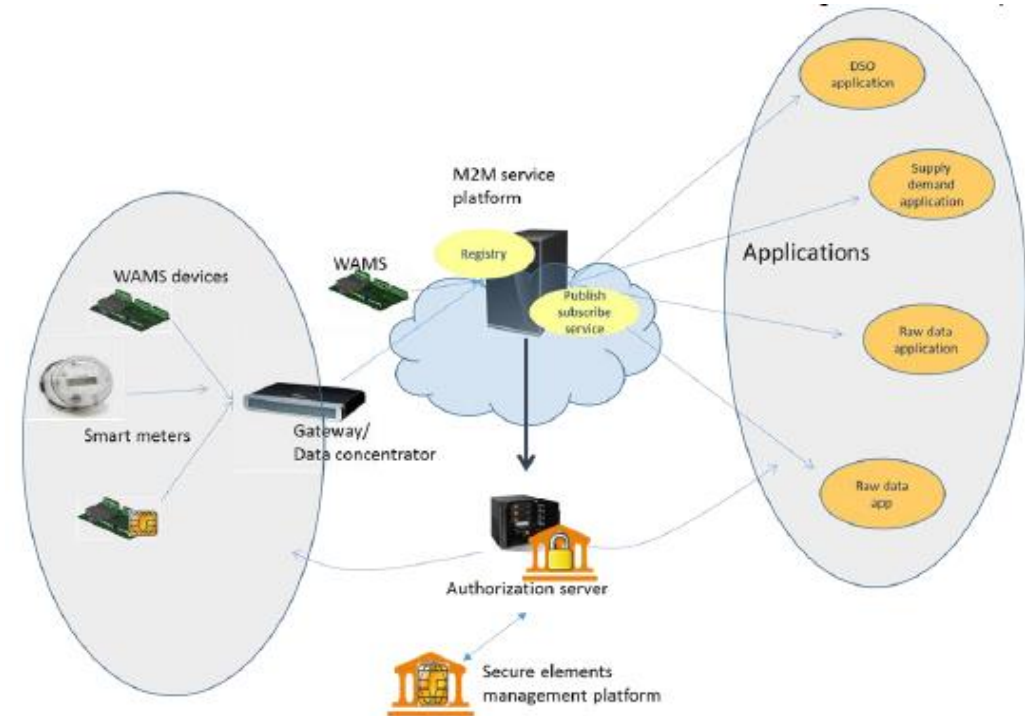 DSO
application
Supply
demand
application
M2M service
platform
Registry
Applications
WAMS devices
WAMS
Publish
subscribe
service
Raw data
application
Smart meters
Gateway/
Data concentrator
Raw data
app
Authorization server
Secure elements
management platform